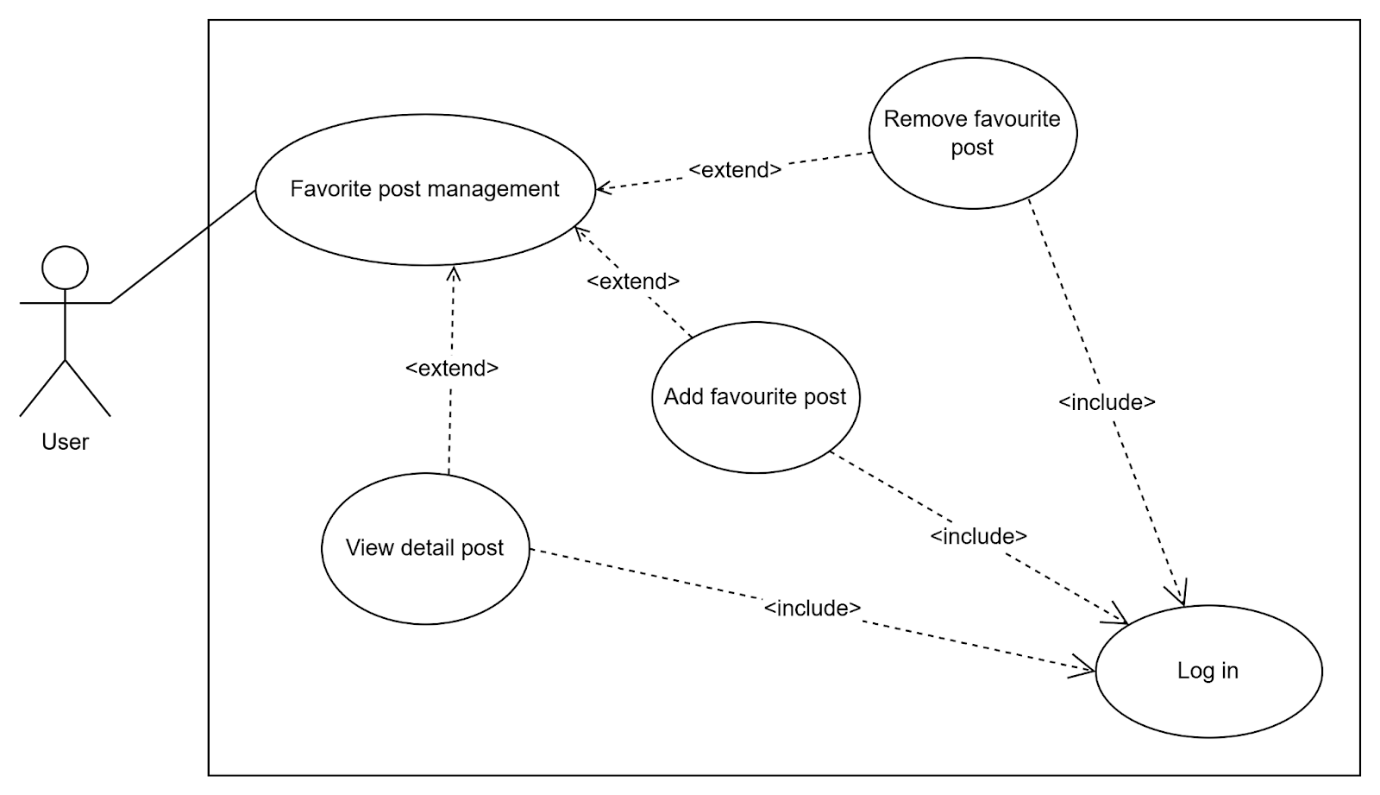 Remove favourite
post
<extend>
Favorite post management
<extend>
<extend>
Add favourite post
<include>
User
<include>
View detail post
<include>
Log in